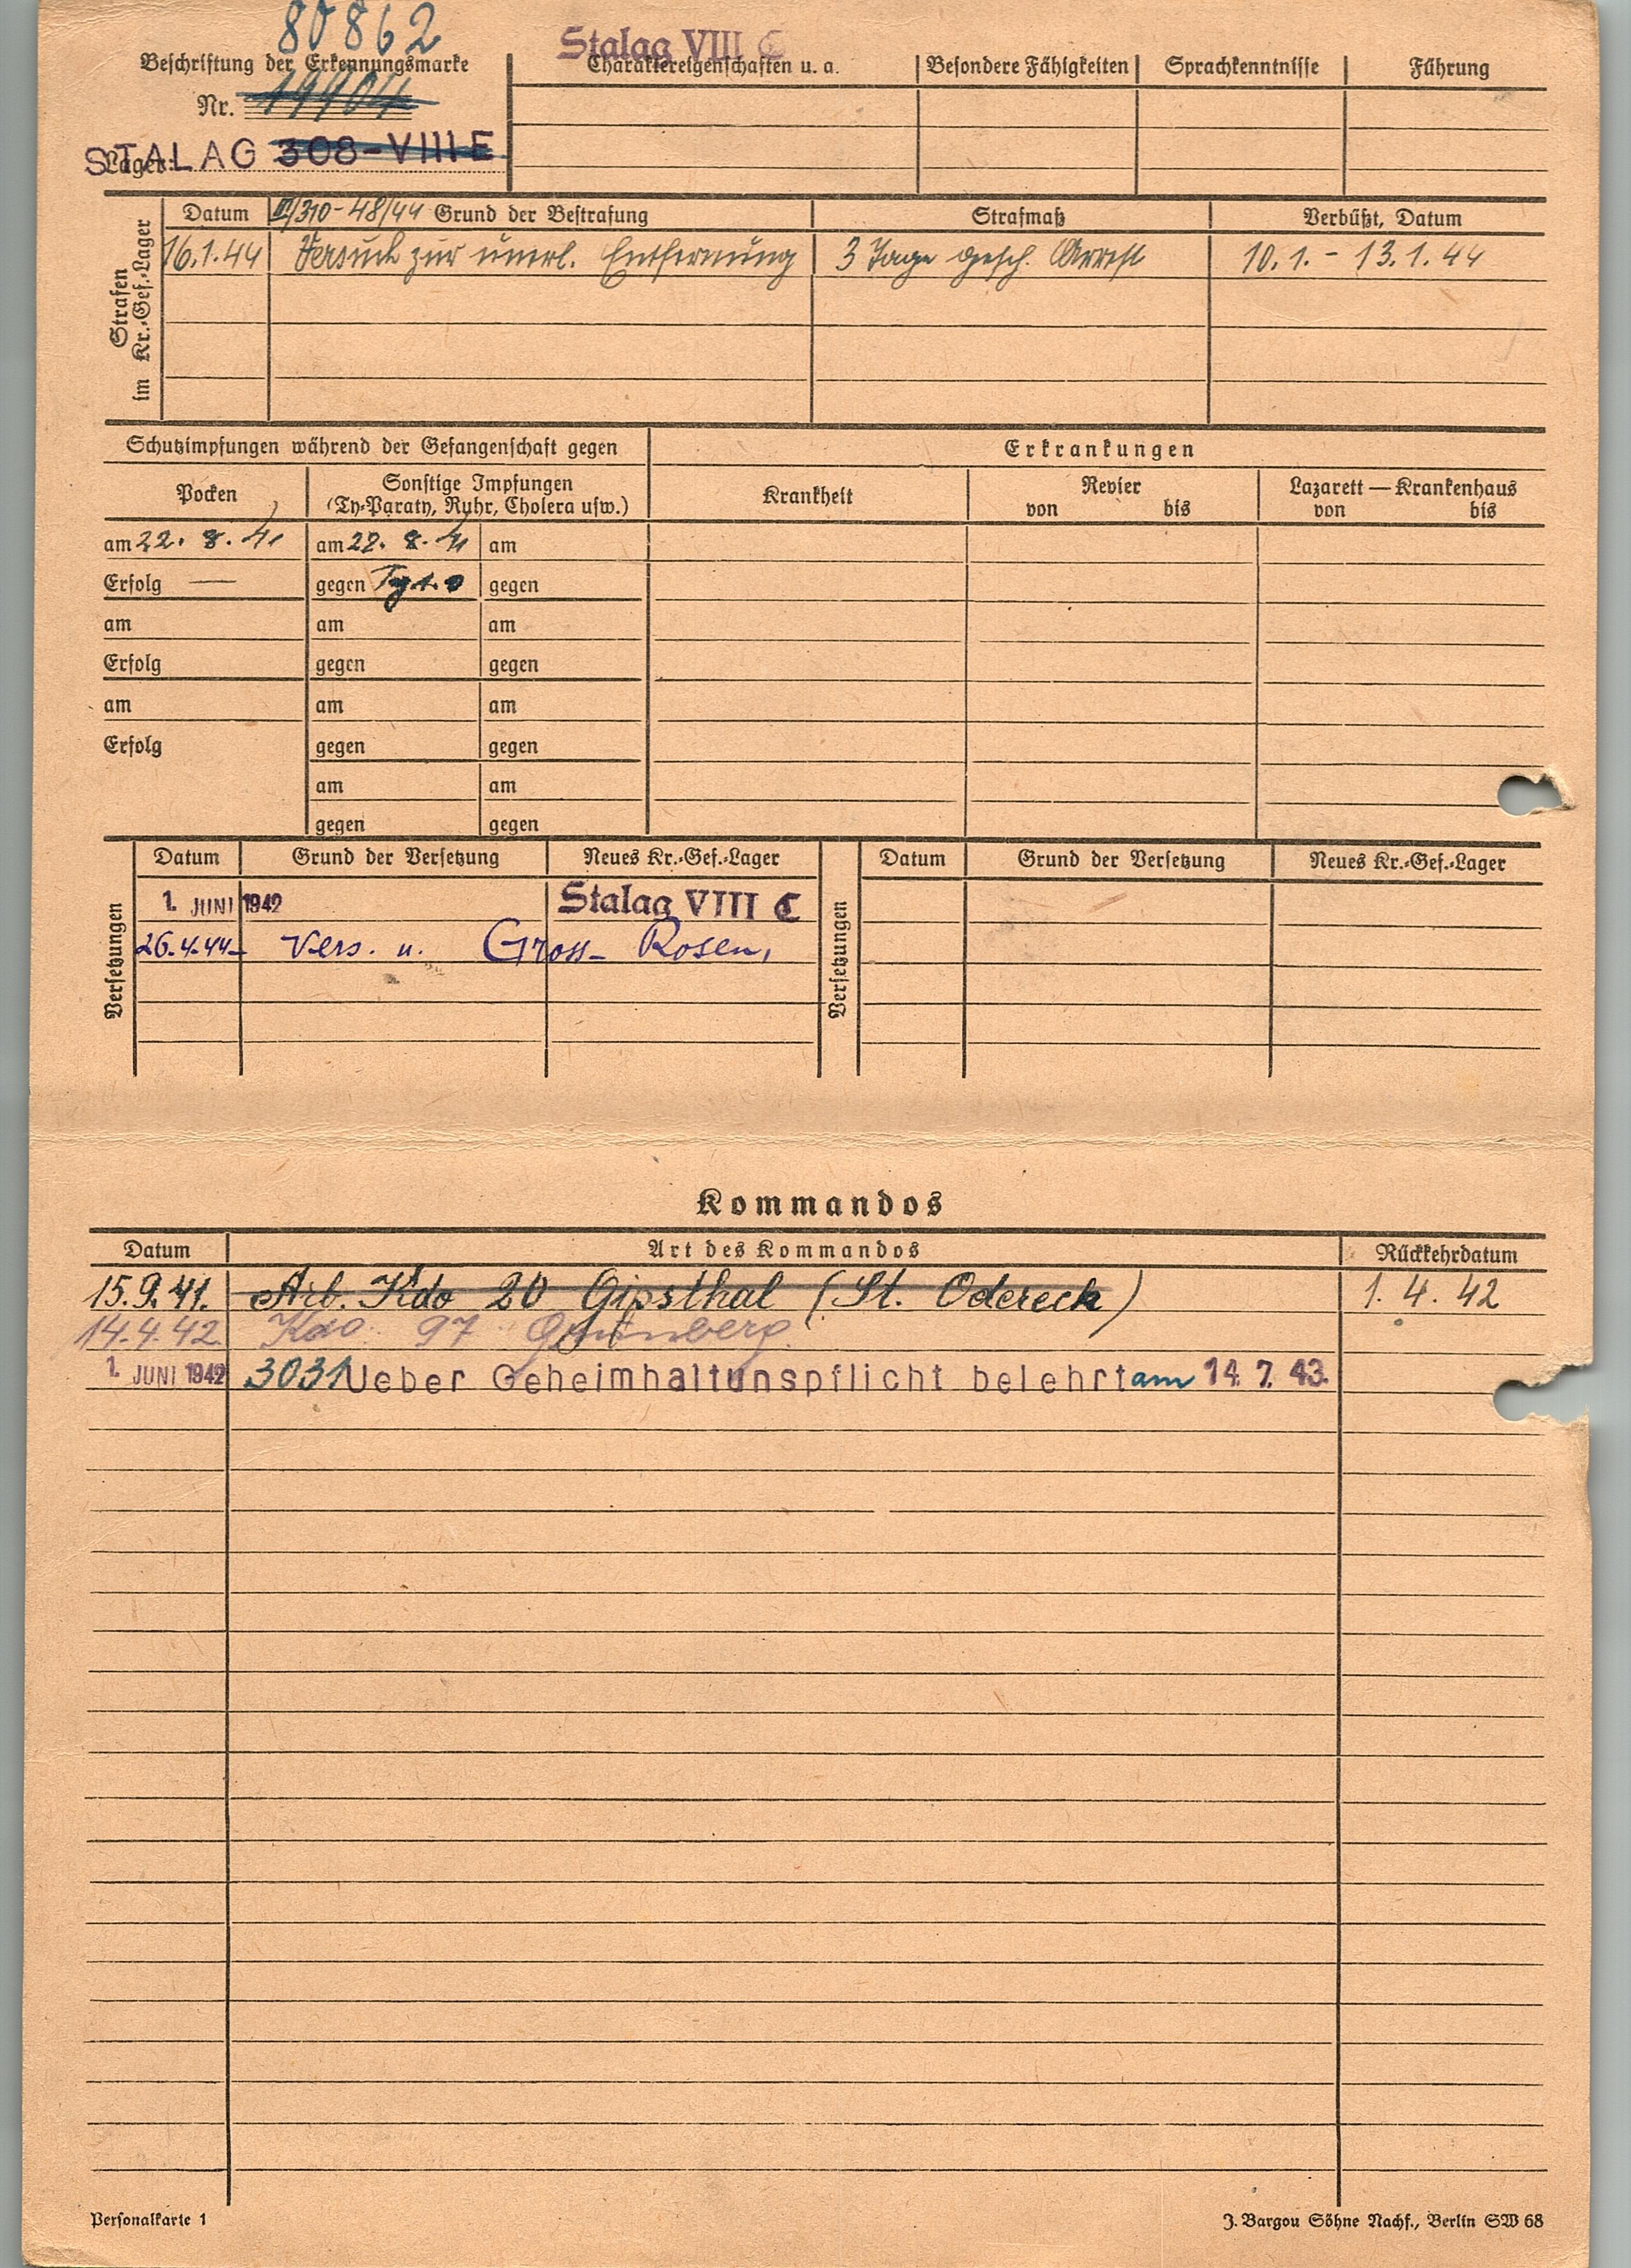 80862
Stalag VIII C
Beschriftung der Erkennungsmarke
Charaktereigenschaften u. a. Besondere Fähigkeiten Sprachkenntnisse Führung
Nr. 19904
Lager: STALAG 308-VIII E
Strafen im Kr.-Gef.-Lager
Datum III/310-48/44 Grund der Bestrafung Strafmaß Verbüßt, Datum
16.1.44 Versuch zur unerl. Entfernung 3 Tage gesch. Arrest 10.1. - 13.1.44
Schutzimpfungen während der Gefangenschaft gegen Erkrankungen
Pocken Sonstige Impfungen Krankheit Revier Lazarett — Krankenhaus
(Ty-Paraty, Ruhr, Cholera usw.) von bis von bis
am 22. 8. 41 am 22. 8. 41 am
Erfolg — gegen gegen
am am am
Erfolg gegen gegen
am am am
Erfolg gegen gegen
am am
gegen gegen
Versetzungen
Datum Grund der Versetzung Neues Kr.-Gef.-Lager
1. JUNI 1942 Stalag VIII C
26.4.44- Vers. n. Gross-Rosen,
Versetzungen
Datum Grund der Versetzung Neues Kr.-Gef.-Lager
Kommandos
Datum Art des Kommandos Rückkehrdatum
15.9.41. Arb. Kdo 20 Gipsthal (St. Odereck) 1. 4. 42
14.4.42 Kdo. 97 Grünberg.
1. JUNI 1942 3031 Ueber Geheimhaltunspflicht belehrt am 14. 7. 43.
Personalkarte 1 J. Bargou Söhne Nachf., Berlin SW 68